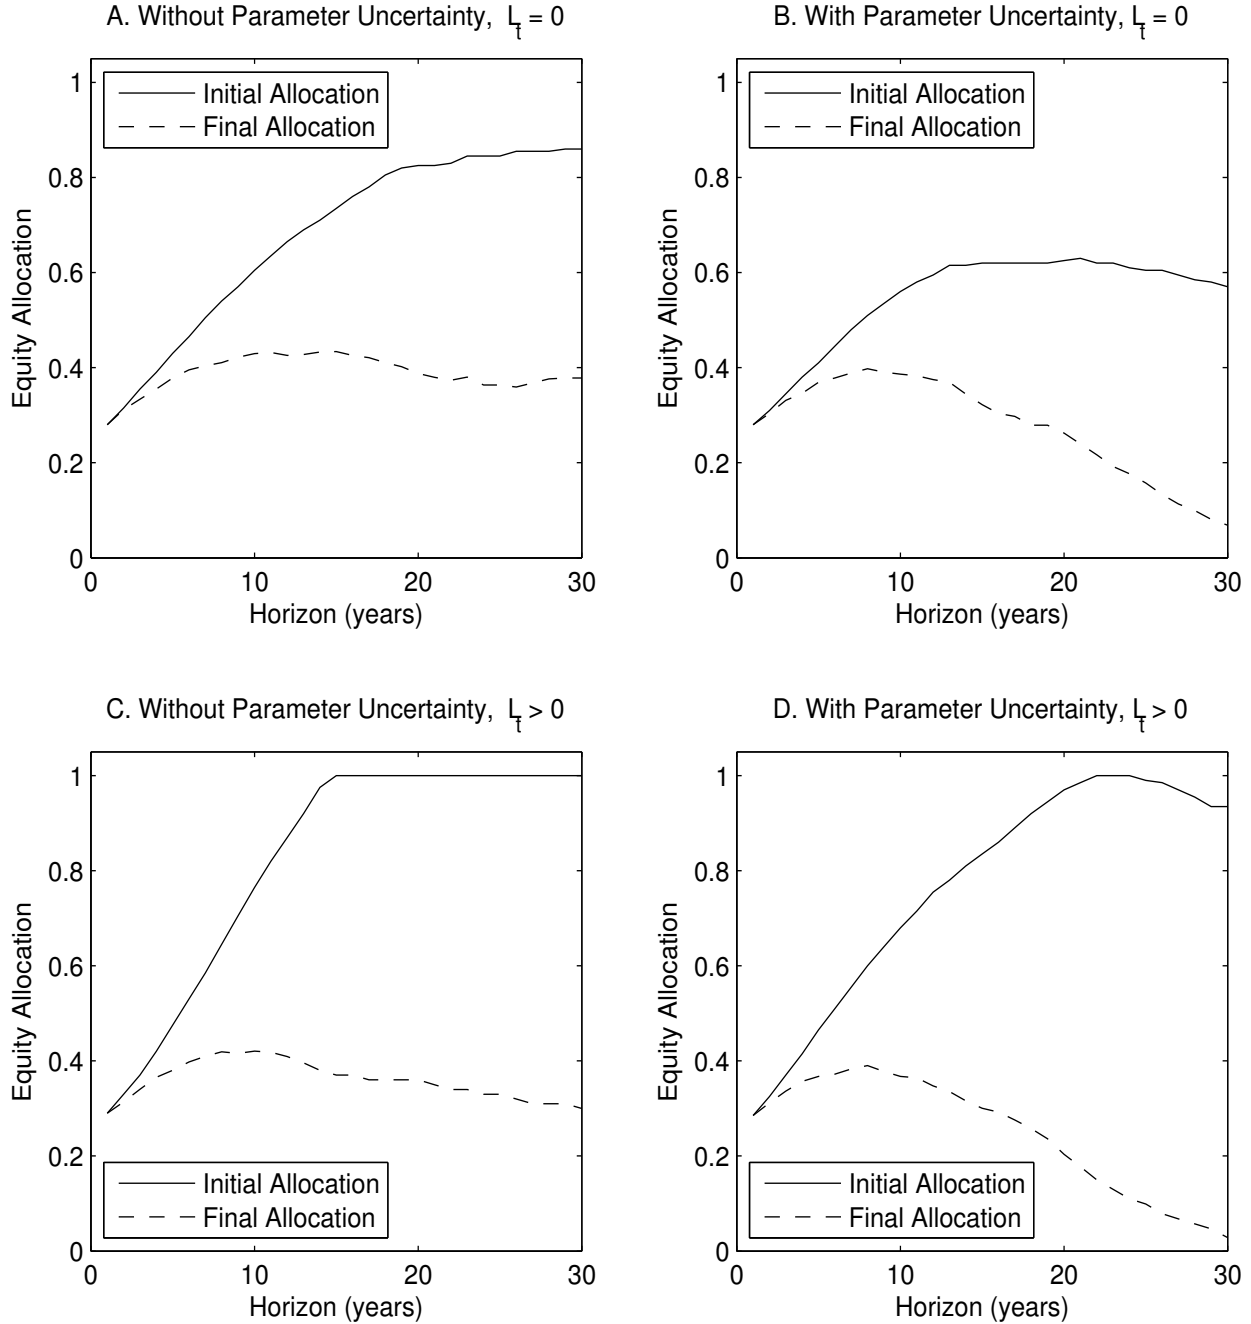 A. Without Parameter Uncertainty, L_t = 0
1
0.8
0.6
0.4
0.2
0
Equity Allocation
Initial Allocation
Final Allocation
0 10 20 30
Horizon (years)
B. With Parameter Uncertainty, L_t = 0
1
0.8
0.6
0.4
0.2
0
Equity Allocation
Initial Allocation
Final Allocation
0 10 20 30
Horizon (years)
C. Without Parameter Uncertainty, L_t > 0
1
0.8
0.6
0.4
0.2
0
Equity Allocation
Initial Allocation
Final Allocation
0 10 20 30
Horizon (years)
D. With Parameter Uncertainty, L_t > 0
1
0.8
0.6
0.4
0.2
0
Equity Allocation
Initial Allocation
Final Allocation
0 10 20 30
Horizon (years)